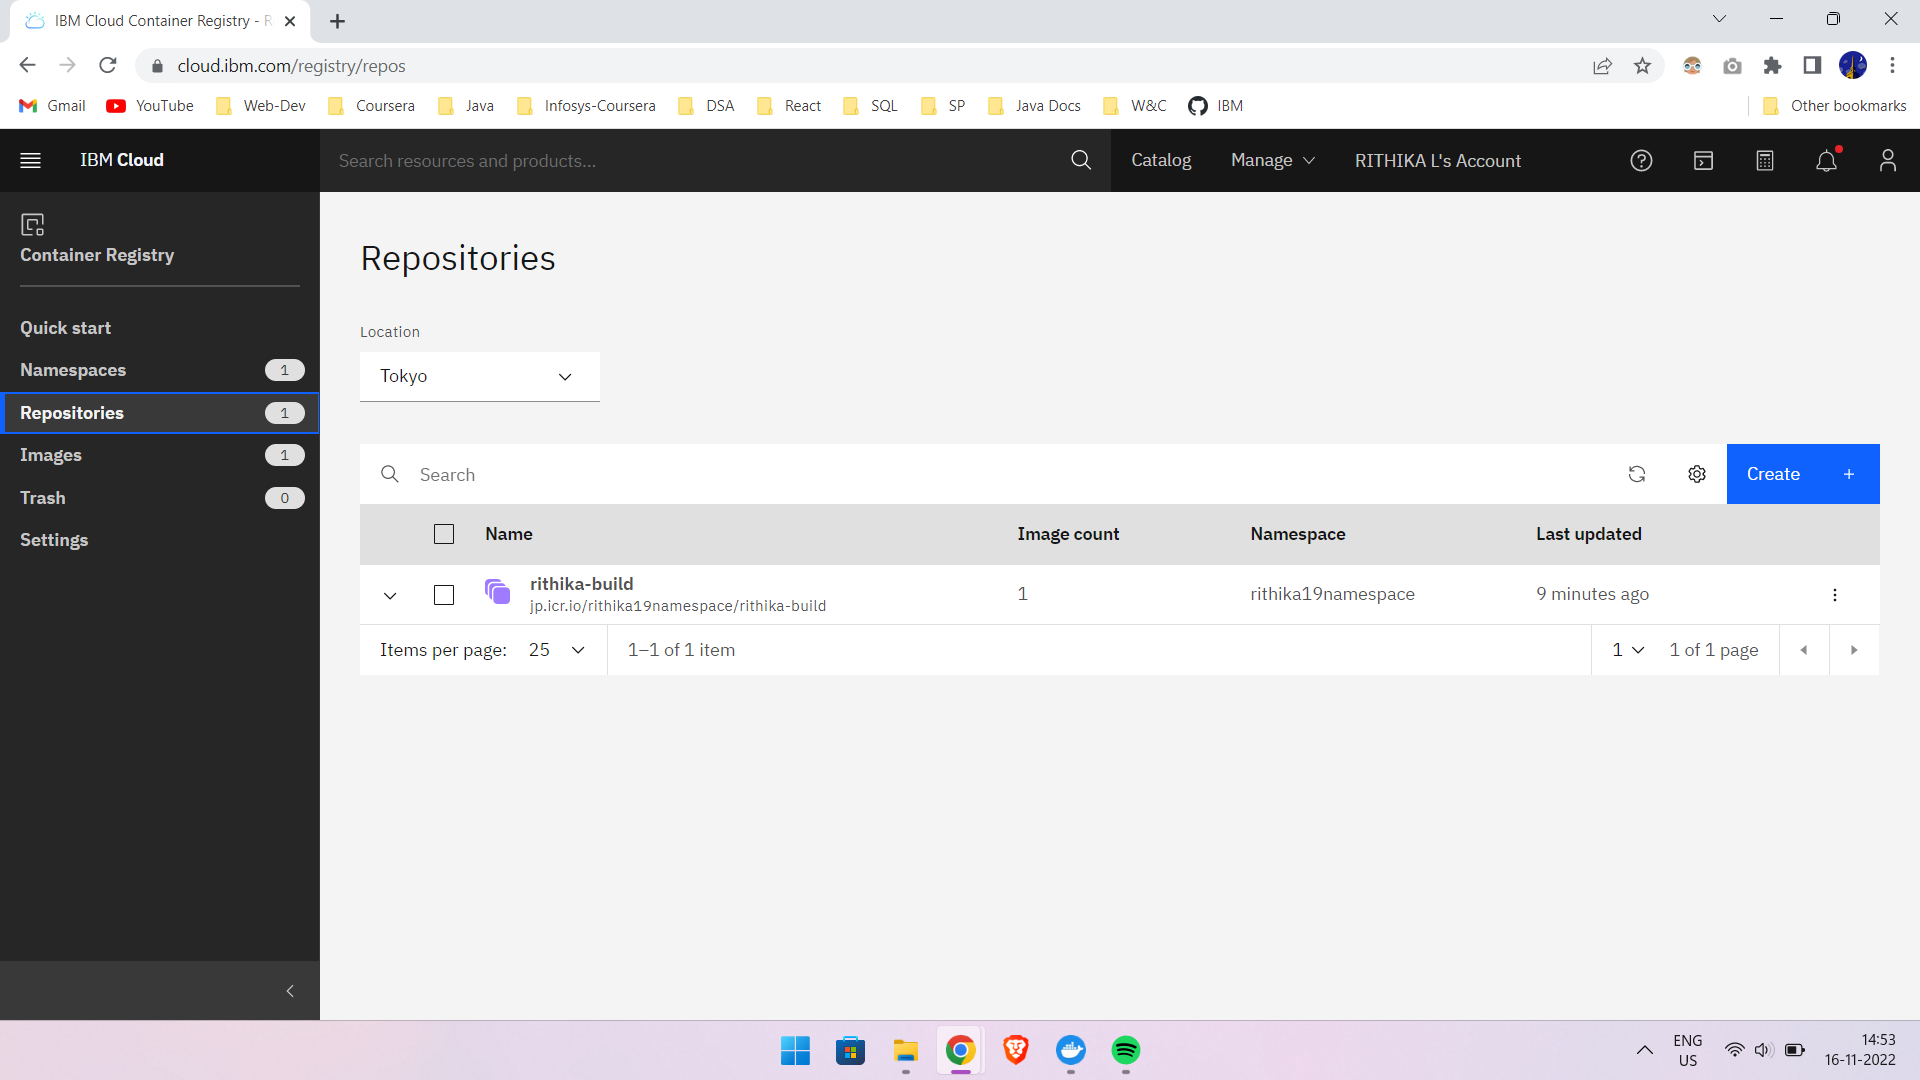 IBM Cloud Container Registry - R
cloud.ibm.com/registry/repos
Gmail YouTube Web-Dev Coursera Java Infosys-Coursera DSA React SQL SP Java Docs W&C IBM Other bookmarks
IBM Cloud Search resources and products... Catalog Manage RITHIKA L's Account
Container Registry
Quick start
Namespaces 1
Repositories 1
Images 1
Trash 0
Settings
Repositories
Location
Tokyo
Search Create +
Name Image count Namespace Last updated
rithika-build
jp.icr.io/rithika19namespace/rithika-build
1 rithika19namespace 9 minutes ago
Items per page: 25 1–1 of 1 item 1 1 of 1 page
ENG
US
14:53
16-11-2022